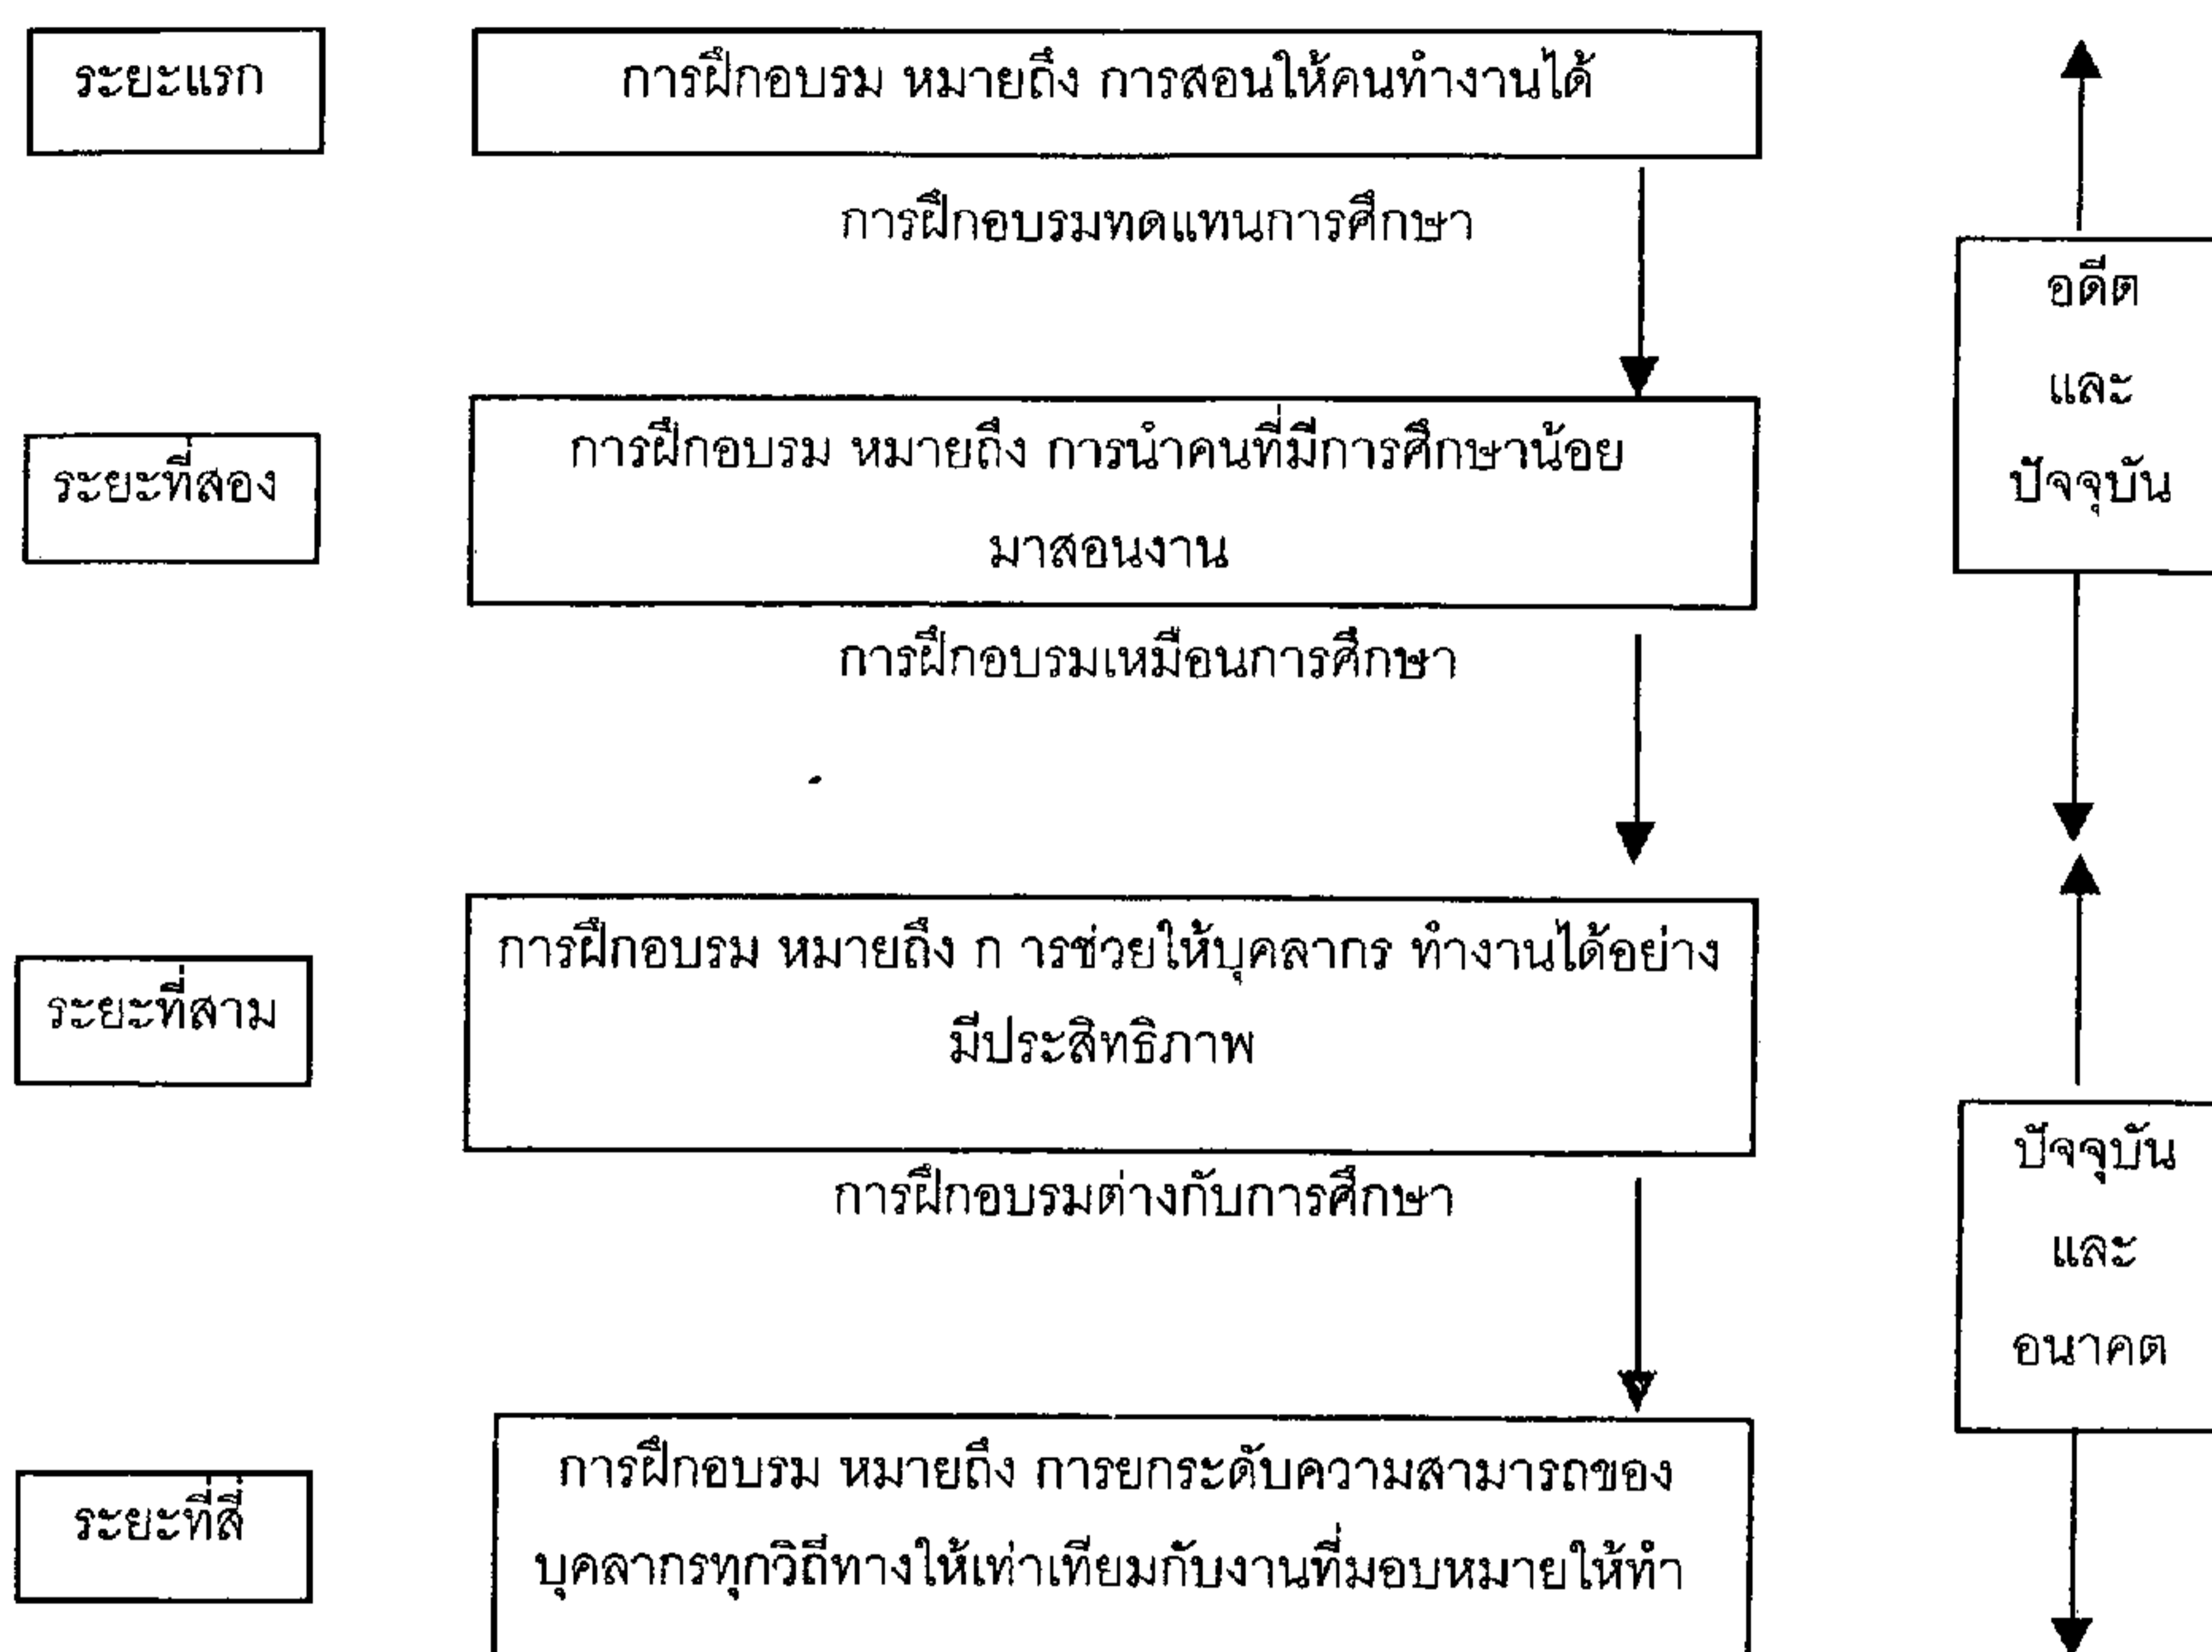 ระยะแรก
การฝึกอบรม หมายถึง การสอนให้คนทำงานได้
การฝึกอบรมทดแทนการศึกษา
อดีต
และ
ปัจจุบัน
ระยะที่สอง
การฝึกอบรม หมายถึง การนำคนที่มีการศึกษาน้อย
มาสอนงาน
การฝึกอบรมเหมือนการศึกษา
ระยะที่สาม
การฝึกอบรม หมายถึง ก ารช่วยให้บุคลากร ทำงานได้อย่าง
มีประสิทธิภาพ
การฝึกอบรมต่างกับการศึกษา
ปัจจุบัน
และ
อนาคต
ระยะที่สี่
การฝึกอบรม หมายถึง การยกระดับความสามารถของ
บุคลากรทุกวิถีทางให้เท่าเทียมกับงานที่มอบหมายให้ทำ